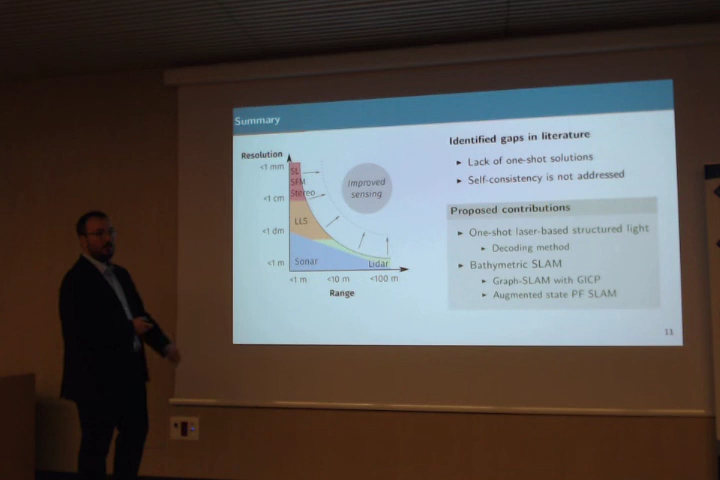 Summary
Resolution
<1 mm
<1 cm
<1 dm
<1 m
SL
SFM
Stereo
LLS
Sonar
Lidar
Improved
sensing
<1 m <10 m <100 m
Range
Identified gaps in literature
▸ Lack of one-shot solutions
▸ Self-consistency is not addressed
Proposed contributions
▸ One-shot laser-based structured light
▸ Decoding method
▸ Bathymetric SLAM
▸ Graph-SLAM with GICP
▸ Augmented state PF SLAM
11